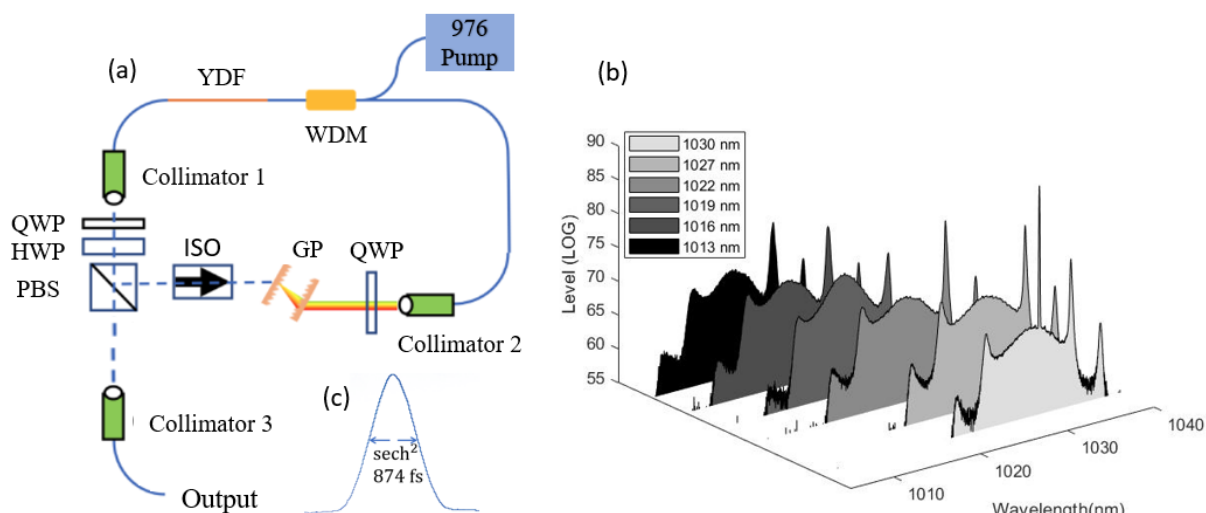 (a)
976
Pump
YDF
WDM
Collimator 1
QWP
HWP
PBS
ISO
GP
QWP
Collimator 2
Collimator 3
Output
(c)
sech²
874 fs
(b)
Level (LOG)
90
85
80
75
70
65
60
55
1030 nm
1027 nm
1022 nm
1019 nm
1016 nm
1013 nm
1010
1020
1030
1040
Wavelength(nm)